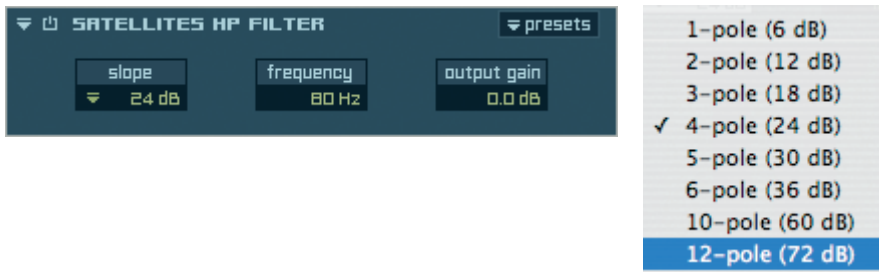 SATELLITES HP FILTER presets
slope frequency output gain
24 dB 80 Hz 0.0 dB
1-pole (6 dB)
2-pole (12 dB)
3-pole (18 dB)
✓ 4-pole (24 dB)
5-pole (30 dB)
6-pole (36 dB)
10-pole (60 dB)
12-pole (72 dB)